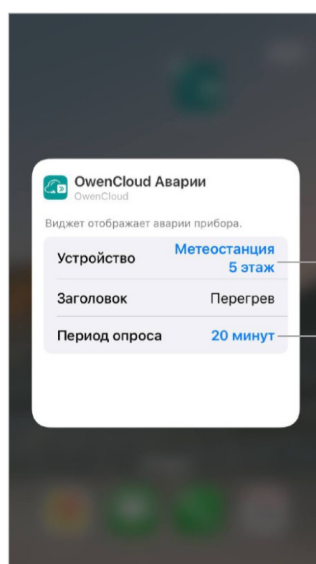 OwenCloud Аварии
OwenCloud
Виджет отображает аварии прибора.
Устройство Метеостанция
5 этаж
Заголовок Перегрев
Период опроса 20 минут